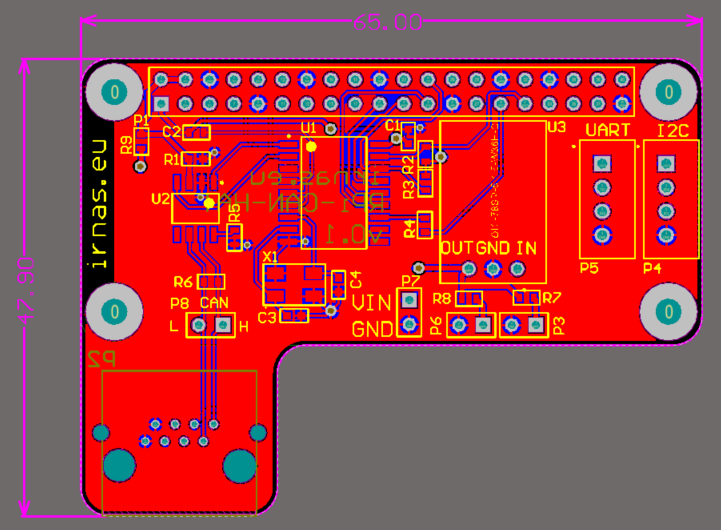 65.00
47.90
0
0
0
0
irnas.eu
P1
R9
C2
R1
U1
C1
U3
UART
I2C
R2
R3
U2
R5
irnas.eu
RPi-CAN-HAT
v0.1
R4
OUT GND IN
P5
P4
X1
R6
C4
P7
P8 CAN
VIN
R8
R7
C3
L
H
GND
P6
P3
P2